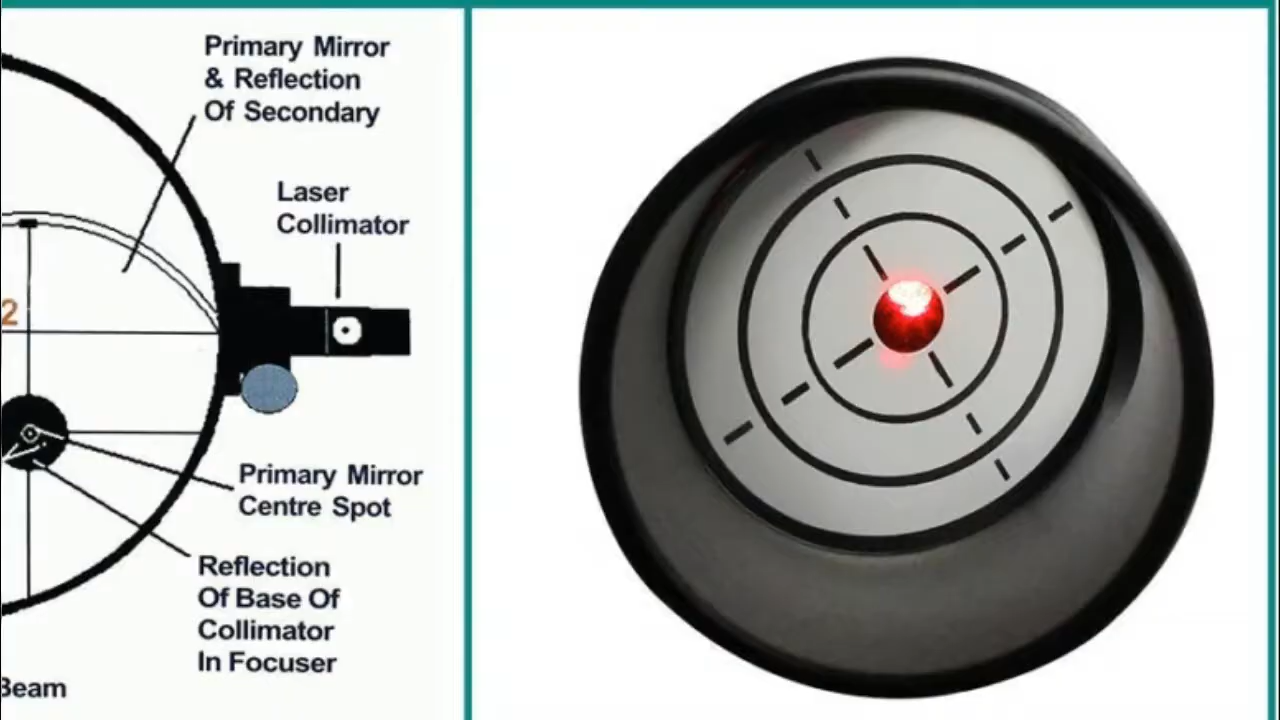 Primary Mirror
& Reflection
Of Secondary
Laser
Collimator
2
Primary Mirror
Centre Spot
Reflection
Of Base Of
Collimator
In Focuser
Beam